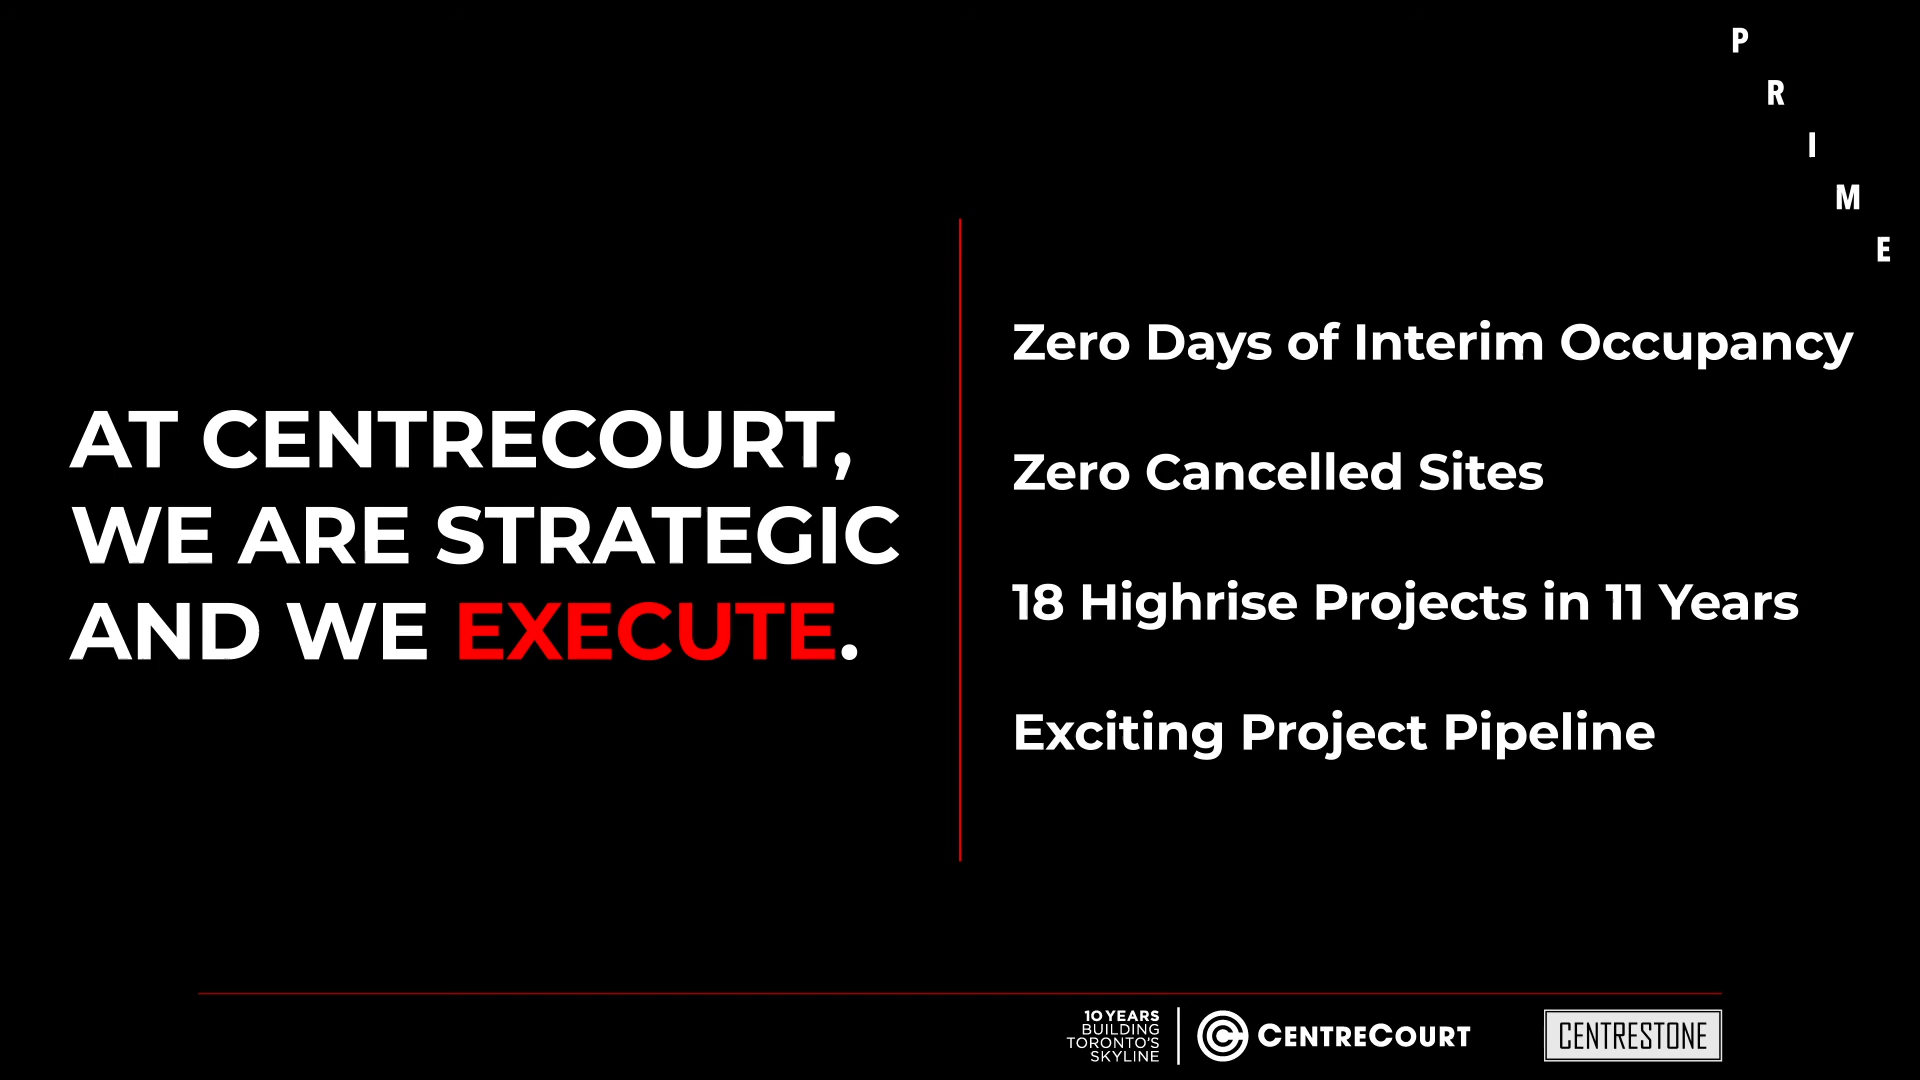 PRIME
AT CENTRECOURT,
WE ARE STRATEGIC
AND WE EXECUTE.
Zero Days of Interim Occupancy
Zero Cancelled Sites
18 Highrise Projects in 11 Years
Exciting Project Pipeline
10 YEARS
BUILDING
TORONTO'S
SKYLINE
CENTRECOURT
CENTRESTONE